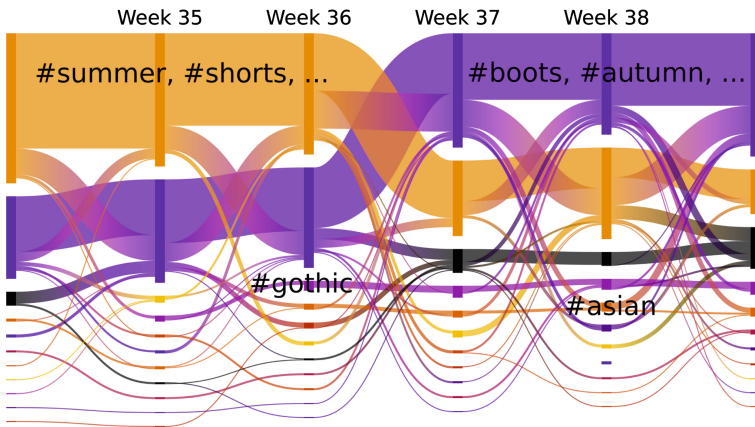 Week 35 Week 36 Week 37 Week 38
#summer, #shorts, ... #boots, #autumn, ...
#gothic
#asian